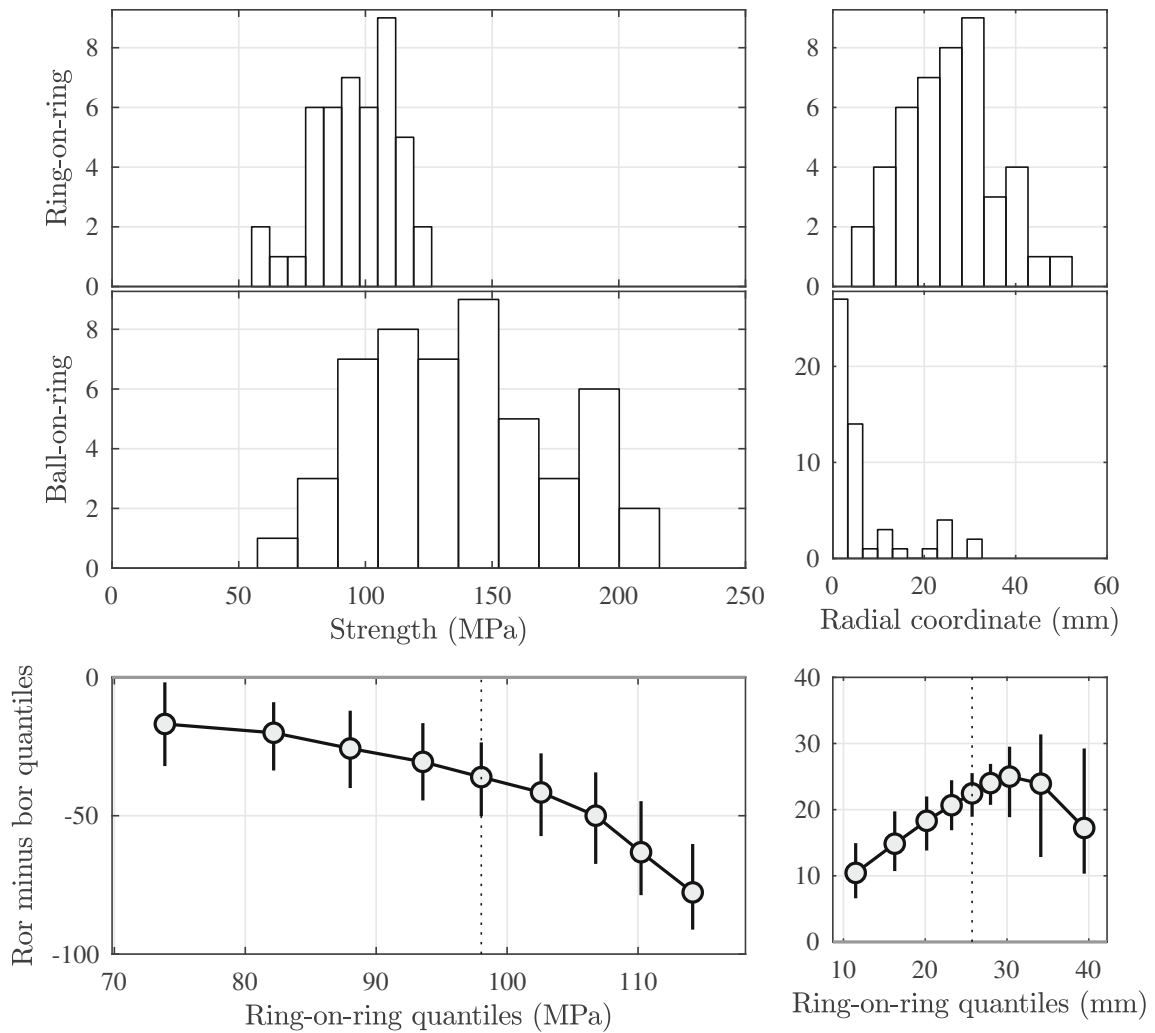 Ring-on-ring
8
6
4
2
0
8
6
4
2
0
Ball-on-ring
8
6
4
2
0
20
10
0
0 50 100 150 200 250
0 20 40 60
Strength (MPa)
Radial coordinate (mm)
Ror minus bor quantiles
0
-50
-100
40
30
20
10
0
70 80 90 100 110
10 20 30 40
Ring-on-ring quantiles (MPa)
Ring-on-ring quantiles (mm)